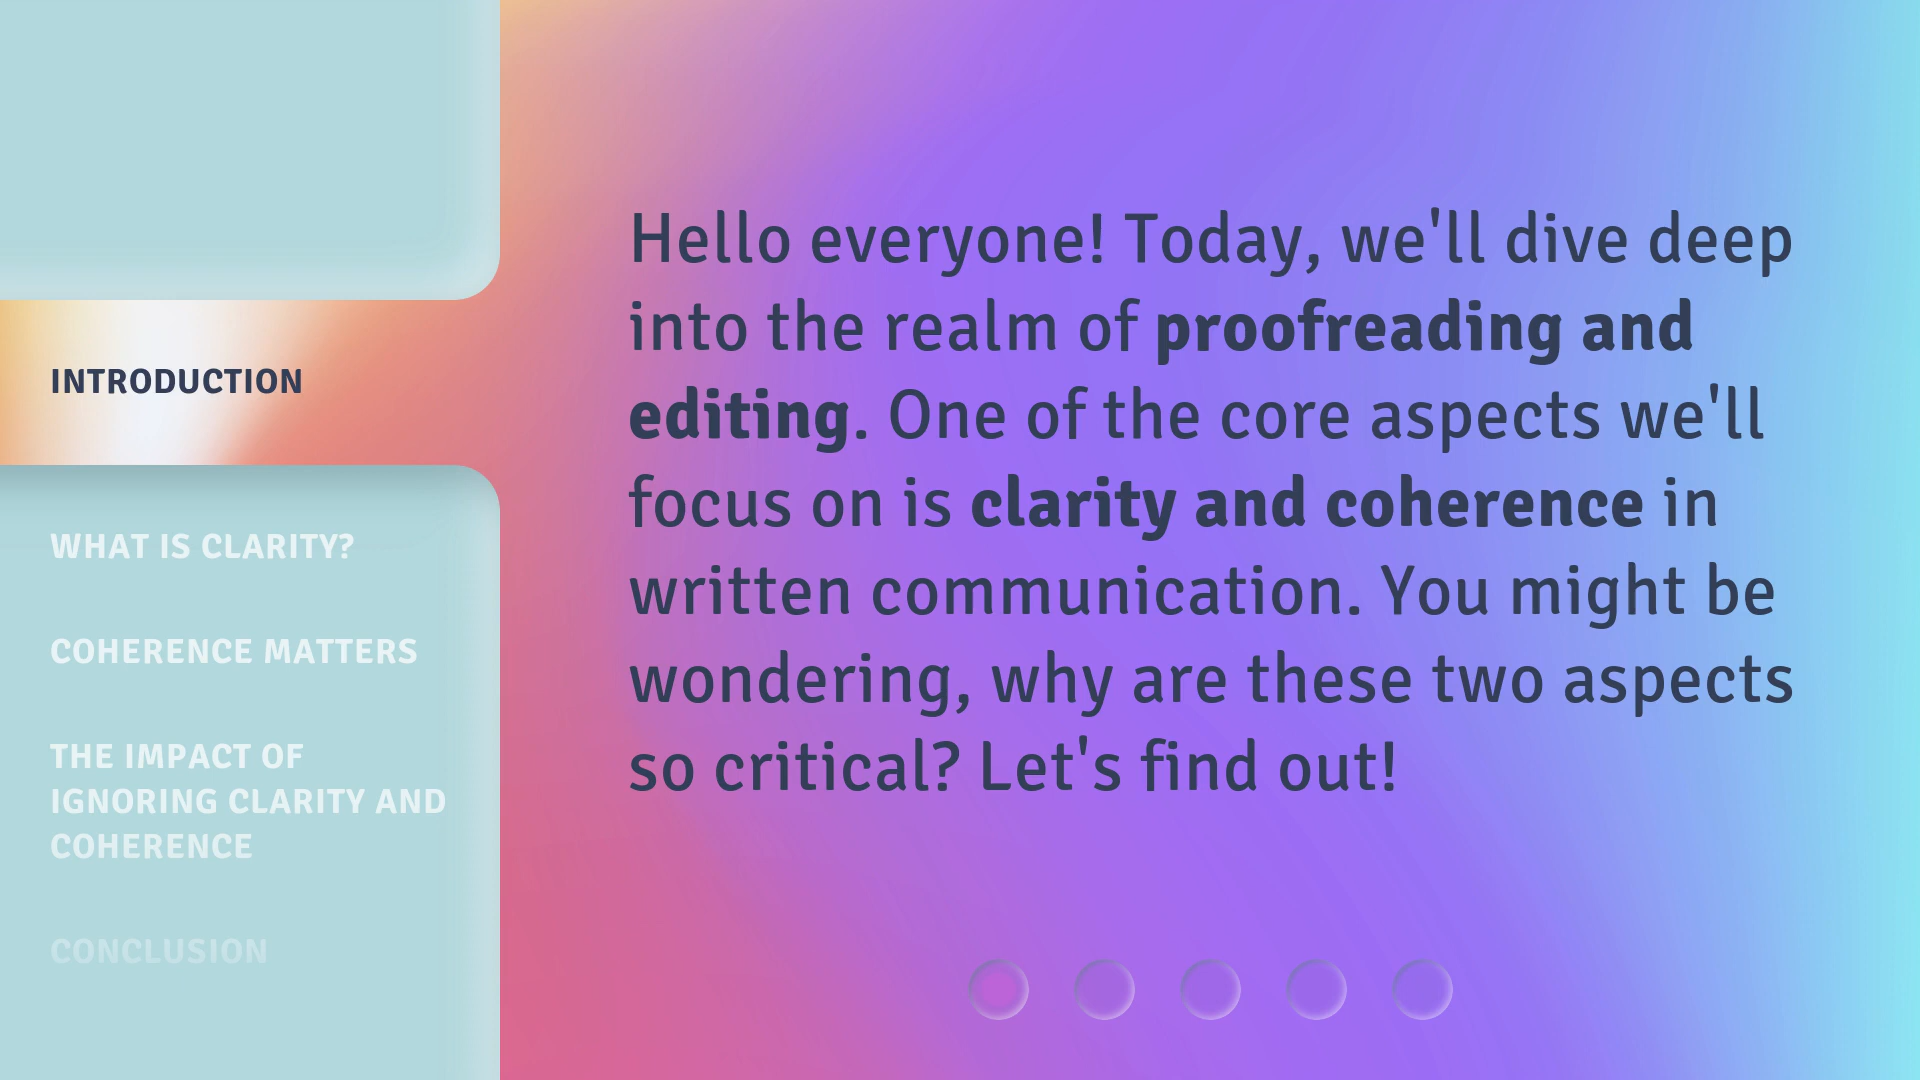 INTRODUCTION
WHAT IS CLARITY?
COHERENCE MATTERS
THE IMPACT OF
IGNORING CLARITY AND
COHERENCE
CONCLUSION
Hello everyone! Today, we'll dive deep
into the realm of proofreading and
editing. One of the core aspects we'll
focus on is clarity and coherence in
written communication. You might be
wondering, why are these two aspects
so critical? Let's find out!